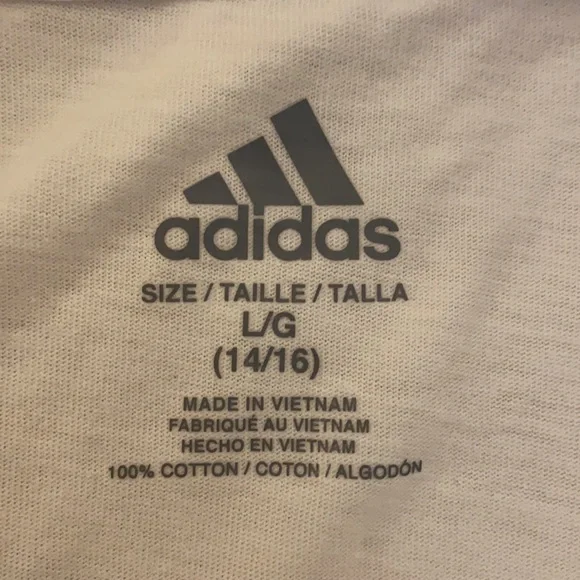 adidas
SIZE / TAILLE / TALLA
L/G
(14/16)
MADE IN VIETNAM
FABRIQUÉ AU VIETNAM
HECHO EN VIETNAM
100% COTTON / COTON / ALGODÓN